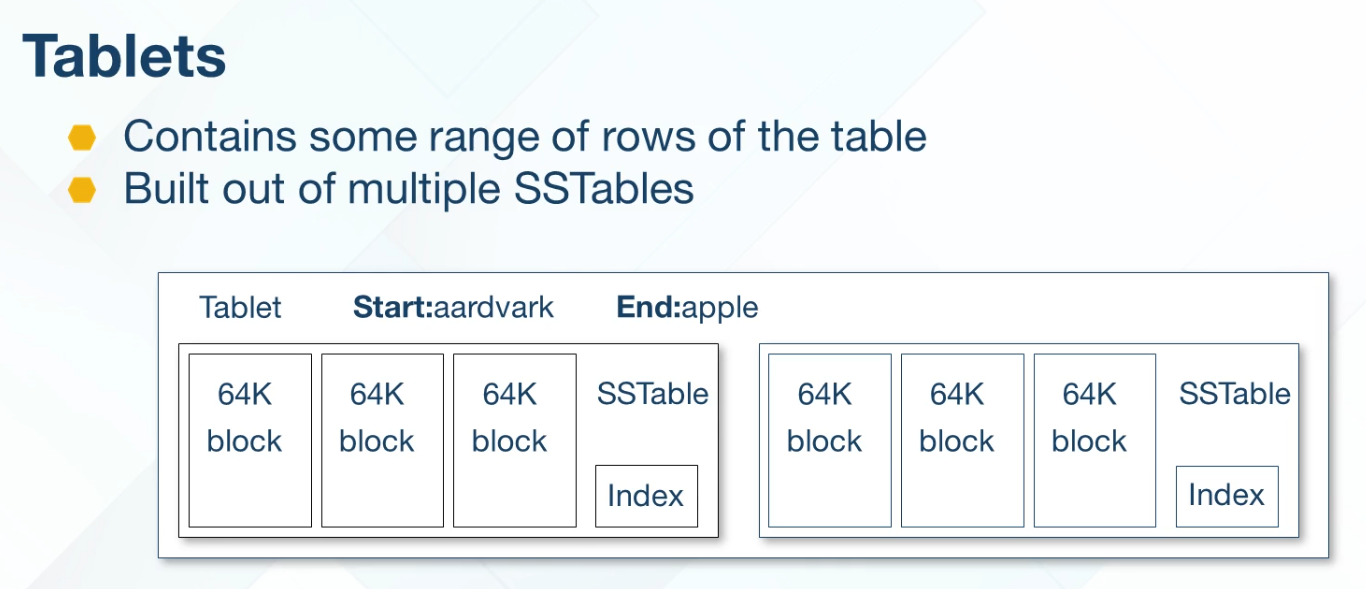 Tablets
Contains some range of rows of the table
Built out of multiple SSTables
Tablet Start:aardvark End:apple
64K block
64K block
64K block
SSTable
Index
64K block
64K block
64K block
SSTable
Index